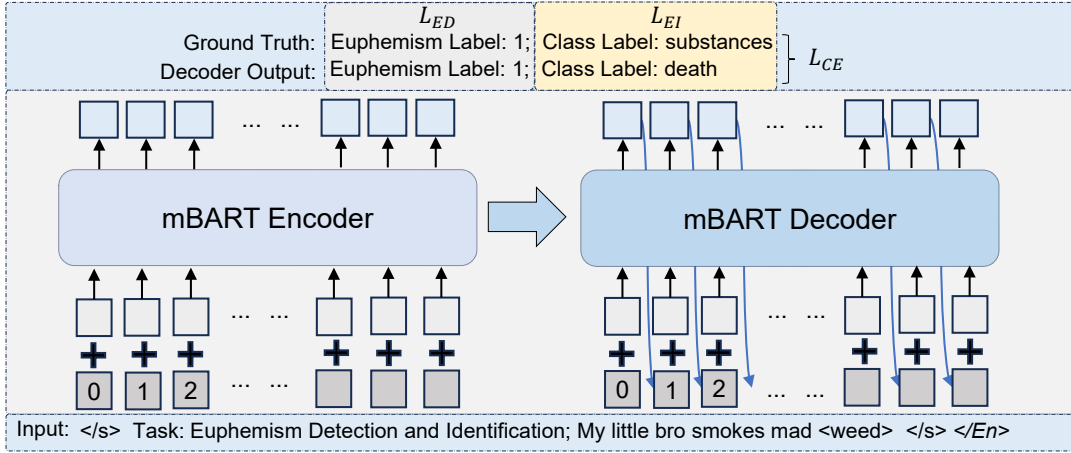 L_ED L_EI
Ground Truth: Euphemism Label: 1; Class Label: substances
Decoder Output: Euphemism Label: 1; Class Label: death
L_CE
... ... ... ...
mBART Encoder mBART Decoder
... ... ... ...
0 1 2 ... ... 0 1 2 ... ...
Input: </s> Task: Euphemism Detection and Identification; My little bro smokes mad <weed> </s> </En>